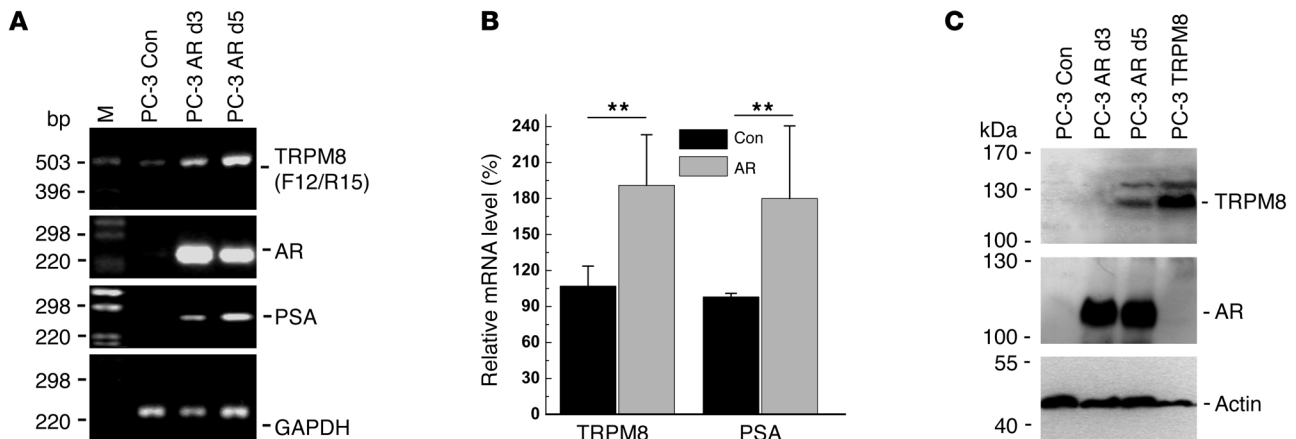 A
bp
M
PC-3 Con
PC-3 AR d3
PC-3 AR d5
503
396
TRPM8
(F12/R15)
298
220
AR
298
220
PSA
298
220
GAPDH
B
Relative mRNA level (%)
240
210
180
150
120
90
60
30
0
**
**
Con
AR
TRPM8
PSA
C
kDa
PC-3 Con
PC-3 AR d3
PC-3 AR d5
PC-3 TRPM8
170
130
100
TRPM8
130
100
AR
55
40
Actin